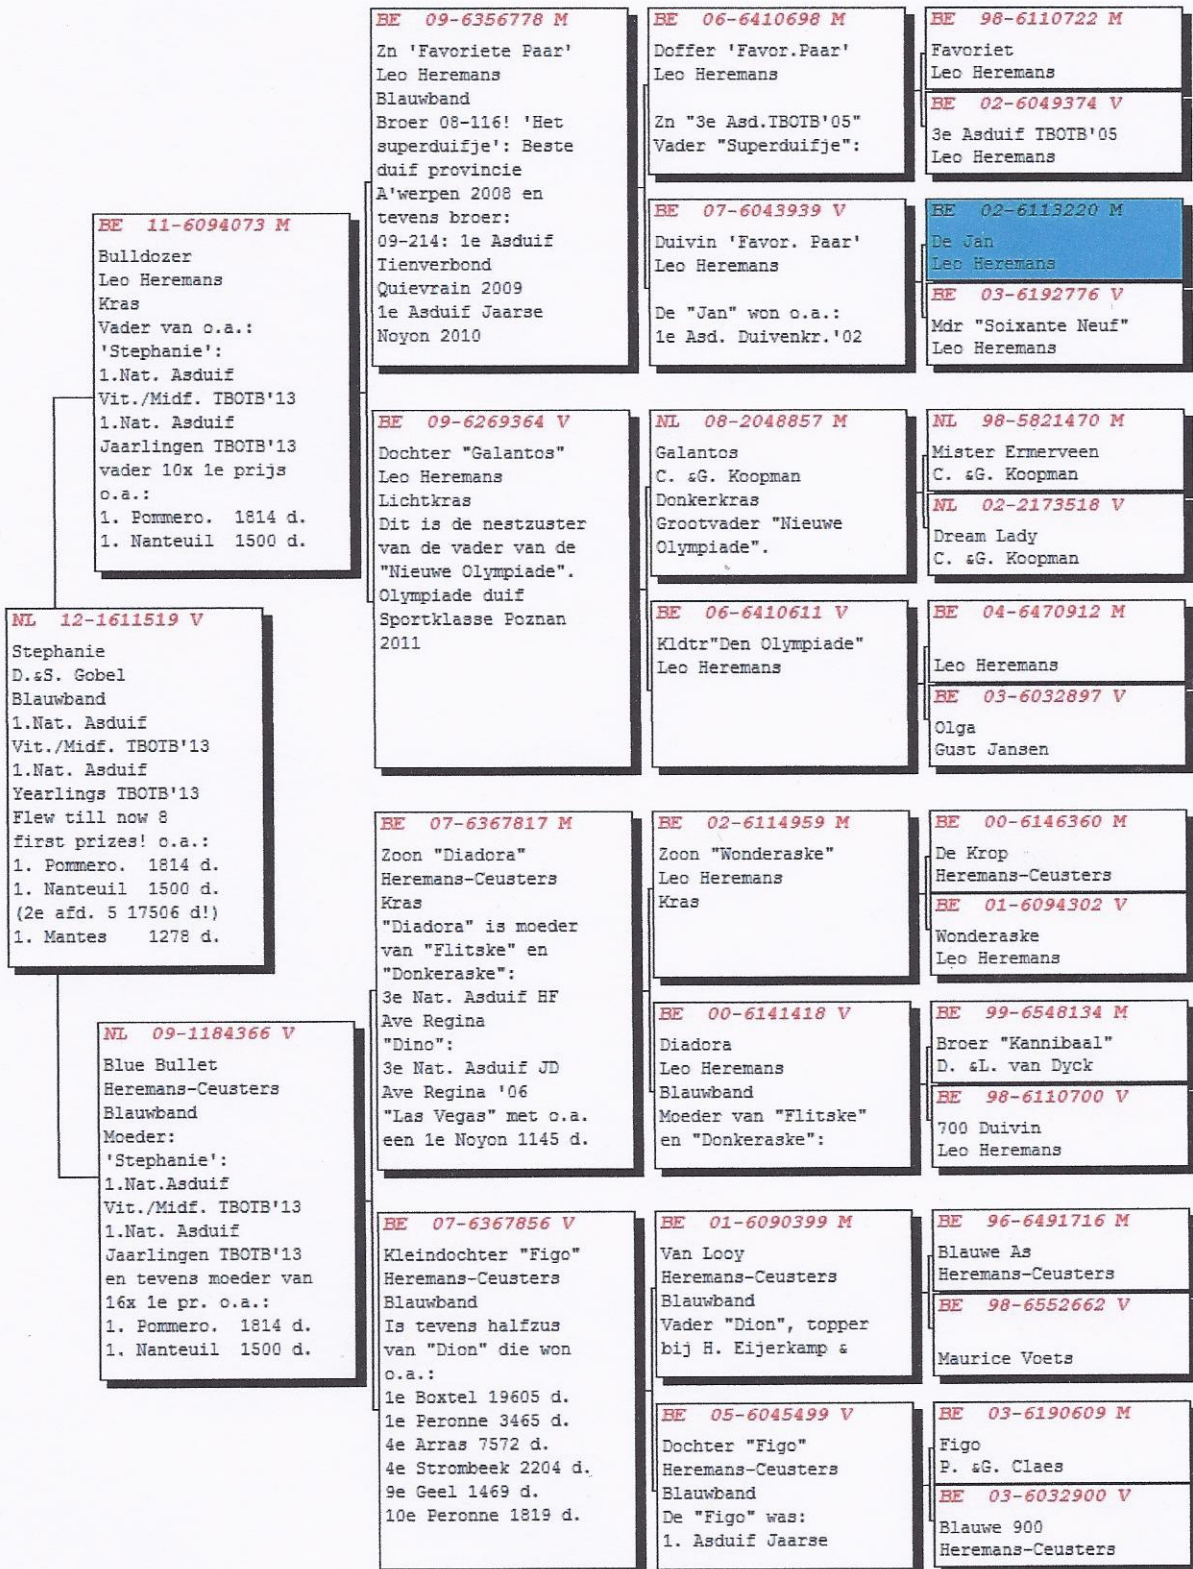 BE 09-6356778 M
Zn 'Favoriete Paar'
Leo Heremans
Blauwband
Broer 08-116! 'Het
superduifje': Beste
duif provincie
A'werpen 2008 en
tevens broer:
09-214: 1e Asduif
Tienverbond
Quievrain 2009
1e Asduif Jaarse
Noyon 2010
BE 06-6410698 M
Doffer 'Favor.Paar'
Leo Heremans
Zn "3e Asd.TBOTB'05"
Vader "Superduifje":
BE 98-6110722 M
Favoriet
Leo Heremans
BE 02-6049374 V
3e Asduif TBOTB'05
Leo Heremans
BE 07-6043939 V
Duivin 'Favor. Paar'
Leo Heremans
De "Jan" won o.a.:
1e Asd. Duivenkr.'02
BE 02-6113220 M
De Jan
Leo Heremans
BE 03-6192776 V
Mdr "Soixante Neuf"
Leo Heremans
BE 11-6094073 M
Bulldozer
Leo Heremans
Kras
Vader van o.a.:
'Stephanie':
1.Nat. Asduif
Vit./Midf. TBOTB'13
1.Nat. Asduif
Jaarlingen TBOTB'13
vader 10x 1e prijs
o.a.:
1. Pommero. 1814 d.
1. Nanteuil 1500 d.
BE 09-6269364 V
Dochter "Galantos"
Leo Heremans
Lichtkras
Dit is de nestzuster
van de vader van de
"Nieuwe Olympiade".
Olympiade duif
Sportklasse Poznan
2011
NL 08-2048857 M
Galantos
C. &G. Koopman
Donkerkras
Grootvader "Nieuwe
Olympiade".
NL 98-5821470 M
Mister Ermerveen
C. &G. Koopman
NL 02-2173518 V
Dream Lady
C. &G. Koopman
BE 06-6410611 V
Kldtr"Den Olympiade"
Leo Heremans
BE 04-6470912 M
Leo Heremans
BE 03-6032897 V
Olga
Gust Jansen
NL 12-1611519 V
Stephanie
D.&S. Gobel
Blauwband
1.Nat. Asduif
Vit./Midf. TBOTB'13
1.Nat. Asduif
Yearlings TBOTB'13
Flew till now 8
first prizes! o.a.:
1. Pommero. 1814 d.
1. Nanteuil 1500 d.
(2e afd. 5 17506 d!)
1. Mantes 1278 d.
BE 07-6367817 M
Zoon "Diadora"
Heremans-Ceusters
Kras
"Diadora" is moeder
van "Flitske" en
"Donkeraske":
3e Nat. Asduif HF
Ave Regina
"Dino":
3e Nat. Asduif JD
Ave Regina '06
"Las Vegas" met o.a.
een 1e Noyon 1145 d.
BE 02-6114959 M
Zoon "Wonderaske"
Leo Heremans
Kras
BE 00-6146360 M
De Krop
Heremans-Ceusters
BE 01-6094302 V
Wonderaske
Leo Heremans
BE 00-6141418 V
Diadora
Leo Heremans
Blauwband
Moeder van "Flitske"
en "Donkeraske":
BE 99-6548134 M
Broer "Kannibaal"
D. &L. van Dyck
BE 98-6110700 V
700 Duivin
Leo Heremans
NL 09-1184366 V
Blue Bullet
Heremans-Ceusters
Blauwband
Moeder:
'Stephanie':
1.Nat.Asduif
Vit./Midf. TBOTB'13
1.Nat. Asduif
Jaarlingen TBOTB'13
en tevens moeder van
16x 1e pr. o.a.:
1. Pommero. 1814 d.
1. Nanteuil 1500 d.
BE 07-6367856 V
Kleindochter "Figo"
Heremans-Ceusters
Blauwband
Is tevens halfzus
van "Dion" die won
o.a.:
1e Boxtel 19605 d.
1e Peronne 3465 d.
4e Arras 7572 d.
4e Strombeek 2204 d.
9e Geel 1469 d.
10e Peronne 1819 d.
BE 01-6090399 M
Van Looy
Heremans-Ceusters
Blauwband
Vader "Dion", topper
bij H. Eijerkamp &
BE 96-6491716 M
Blauwe As
Heremans-Ceusters
BE 98-6552662 V
Maurice Voets
BE 05-6045499 V
Dochter "Figo"
Heremans-Ceusters
Blauwband
De "Figo" was:
1. Asduif Jaarse
BE 03-6190609 M
Figo
P. &G. Claes
BE 03-6032900 V
Blauwe 900
Heremans-Ceusters